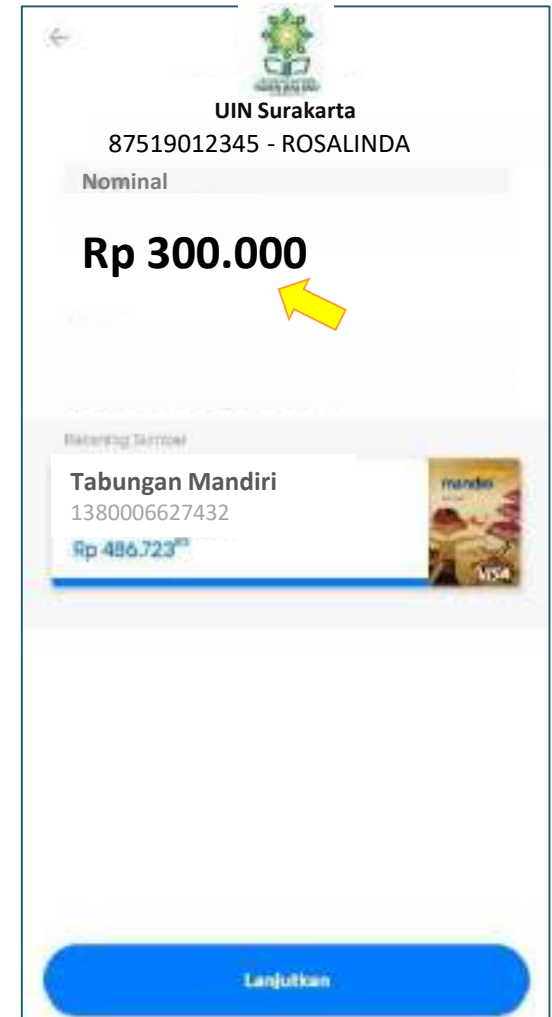 UIN Surakarta
87519012345 - ROSALINDA
Nominal
Rp 300.000
Rekening Sumber
Tabungan Mandiri
1380006627432
Rp 486.723
mandiri
VISA
Lanjutkan